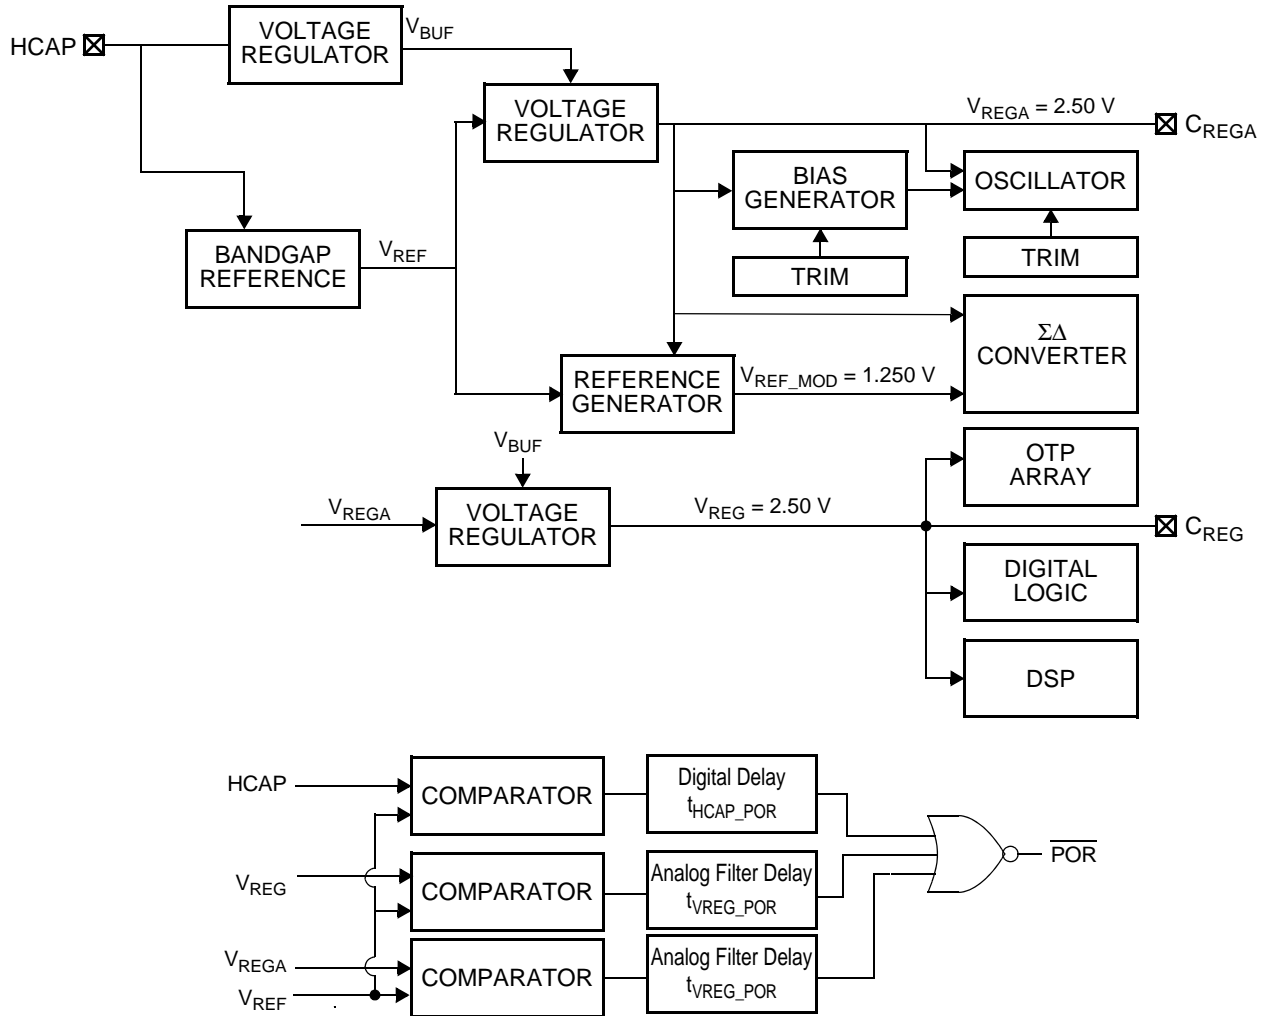 HCAP
VOLTAGE
REGULATOR
VBUF
VOLTAGE
REGULATOR
VREGA = 2.50 V
CREGA
BIAS
GENERATOR
OSCILLATOR
TRIM
TRIM
BANDGAP
REFERENCE
VREF
ΣΔ
CONVERTER
REFERENCE
GENERATOR
VREF_MOD = 1.250 V
VBUF
OTP
ARRAY
VREGA
VOLTAGE
REGULATOR
VREG = 2.50 V
CREG
DIGITAL
LOGIC
DSP
HCAP
COMPARATOR
Digital Delay
tHCAP_POR
POR
VREG
COMPARATOR
Analog Filter Delay
tVREG_POR
VREGA
VREF
COMPARATOR
Analog Filter Delay
tVREG_POR